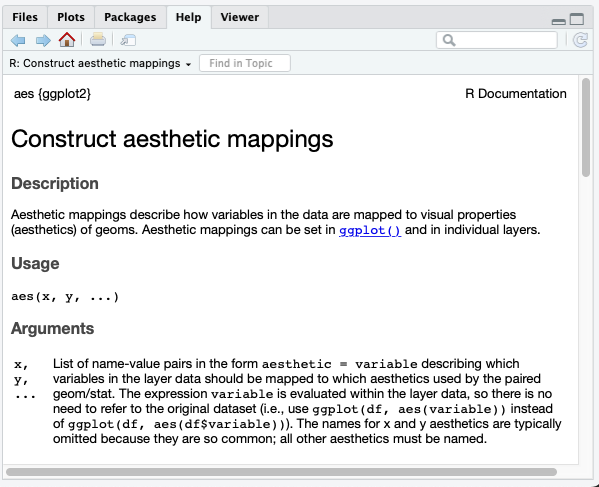 Files Plots Packages Help Viewer
R: Construct aesthetic mappings Find in Topic
aes {ggplot2} R Documentation
Construct aesthetic mappings
Description
Aesthetic mappings describe how variables in the data are mapped to visual properties
(aesthetics) of geoms. Aesthetic mappings can be set in ggplot() and in individual layers.
Usage
aes(x, y, ...)
Arguments
x, List of name-value pairs in the form aesthetic = variable describing which
y, variables in the layer data should be mapped to which aesthetics used by the paired
... geom/stat. The expression variable is evaluated within the layer data, so there is no
need to refer to the original dataset (i.e., use ggplot(df, aes(variable)) instead
of ggplot(df, aes(df$variable))). The names for x and y aesthetics are typically
omitted because they are so common; all other aesthetics must be named.